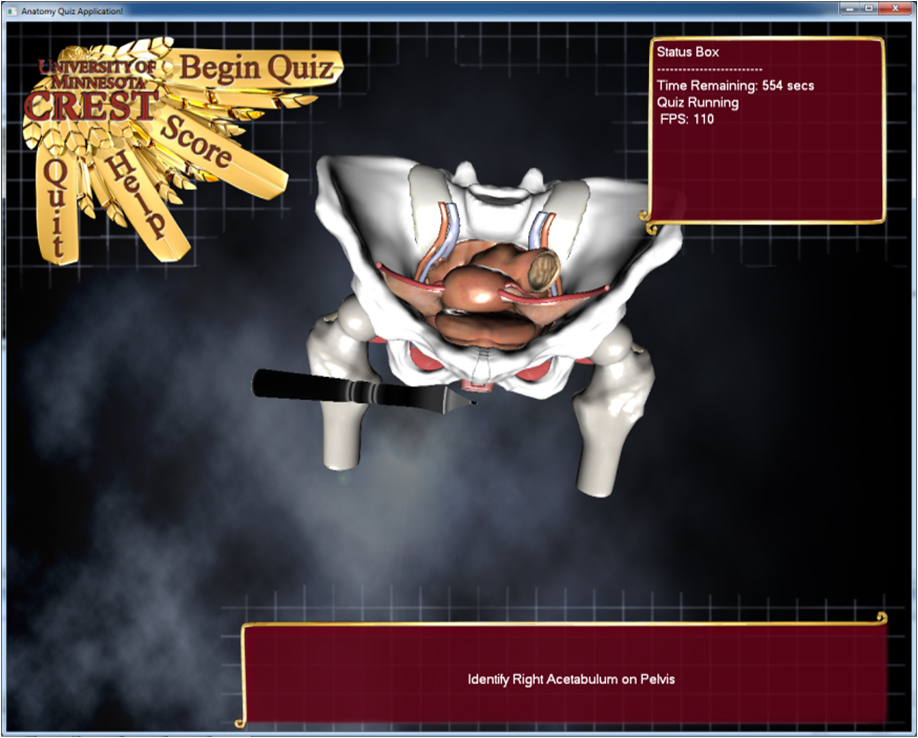 Anatomy Quiz Application!
UNIVERSITY OF
MINNESOTA
CREST
Begin Quiz
Score
Help
Quit
Status Box
-------------------------
Time Remaining: 554 secs
Quiz Running
FPS: 110
Identify Right Acetabulum on Pelvis